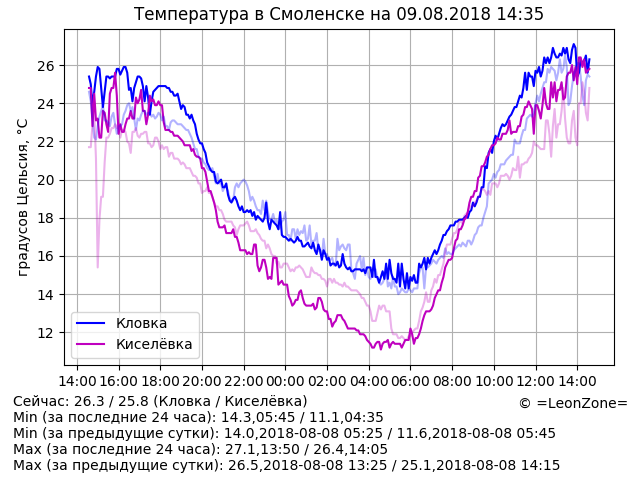 Температура в Смоленске на 09.08.2018 14:35
градусов Цельсия, °C
26
24
22
20
18
16
14
12
Кловка
Киселёвка
14:00 16:00 18:00 20:00 22:00 00:00 02:00 04:00 06:00 08:00 10:00 12:00 14:00
Сейчас: 26.3 / 25.8 (Кловка / Киселёвка)
© =LeonZone=
Min (за последние 24 часа): 14.3,05:45 / 11.1,04:35
Min (за предыдущие сутки): 14.0,2018-08-08 05:25 / 11.6,2018-08-08 05:45
Max (за последние 24 часа): 27.1,13:50 / 26.4,14:05
Max (за предыдущие сутки): 26.5,2018-08-08 13:25 / 25.1,2018-08-08 14:15